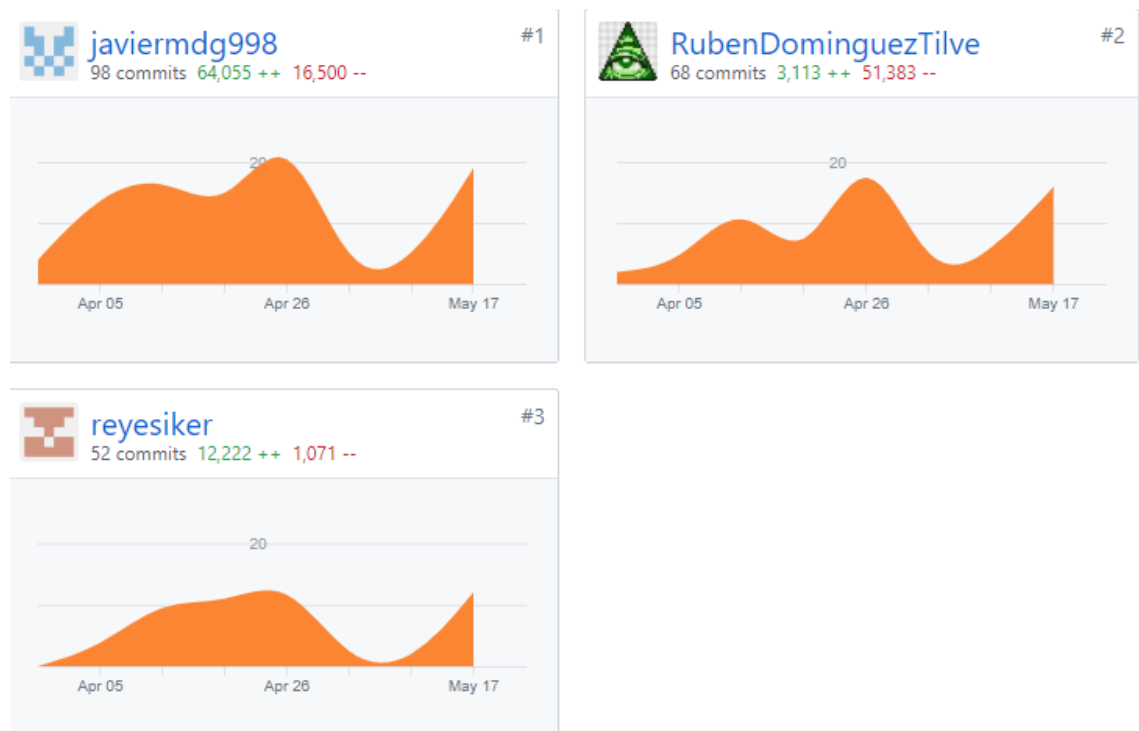 javiermdg998 #1
98 commits 64,055 ++ 16,500 --
20
Apr 05 Apr 26 May 17
RubenDominguezTilve #2
68 commits 3,113 ++ 51,383 --
20
Apr 05 Apr 26 May 17
reyesiker #3
52 commits 12,222 ++ 1,071 --
20
Apr 05 Apr 26 May 17